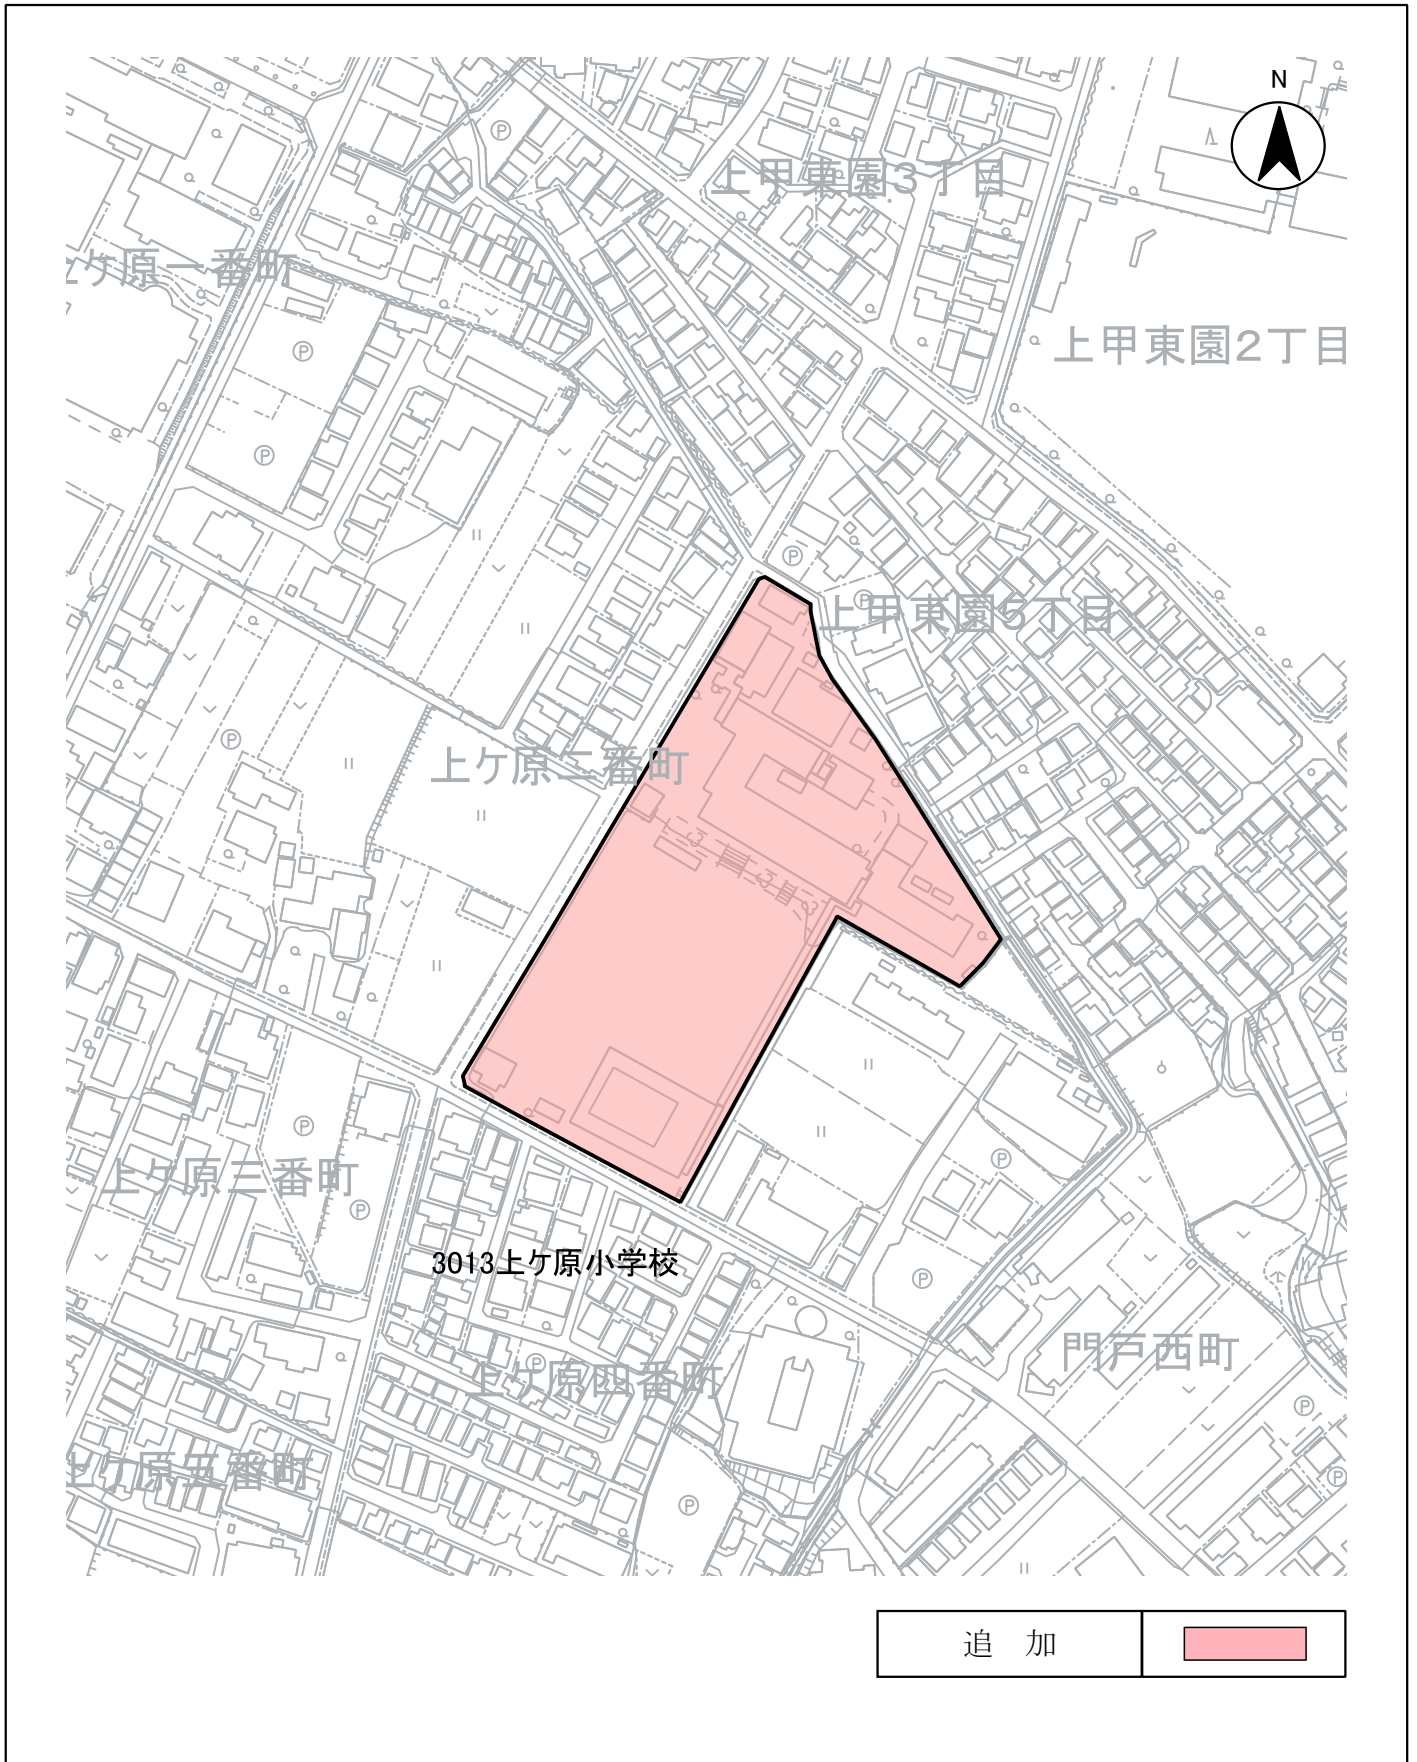 N
上甲東園3丁目
上ケ原一番町
上甲東園2丁目
上甲東園5丁目
上ケ原二番町
上ケ原三番町
3013上ケ原小学校
門戸西町
上ケ原四番町
上ケ原五番町
追 加